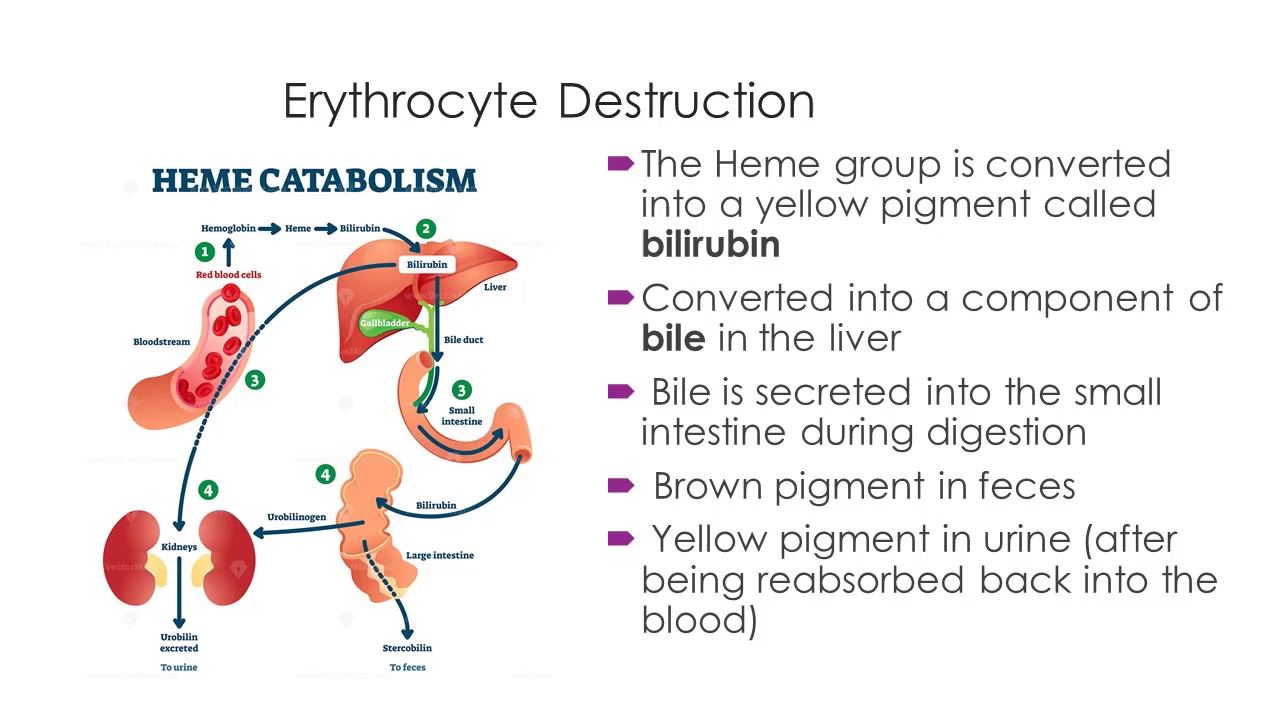 Erythrocyte Destruction
HEME CATABOLISM
Hemoglobin
Heme
Bilirubin
2
1
Red blood cells
Bilirubin
Liver
Gallbladder
Bloodstream
Bile duct
3
3
Small
intestine
4
4
Bilirubin
Urobilinogen
Kidneys
Large intestine
Urobilin
excreted
Stercobilin
To urine
To feces
The Heme group is converted
into a yellow pigment called
bilirubin
Converted into a component of
bile in the liver
Bile is secreted into the small
intestine during digestion
Brown pigment in feces
Yellow pigment in urine (after
being reabsorbed back into the
blood)